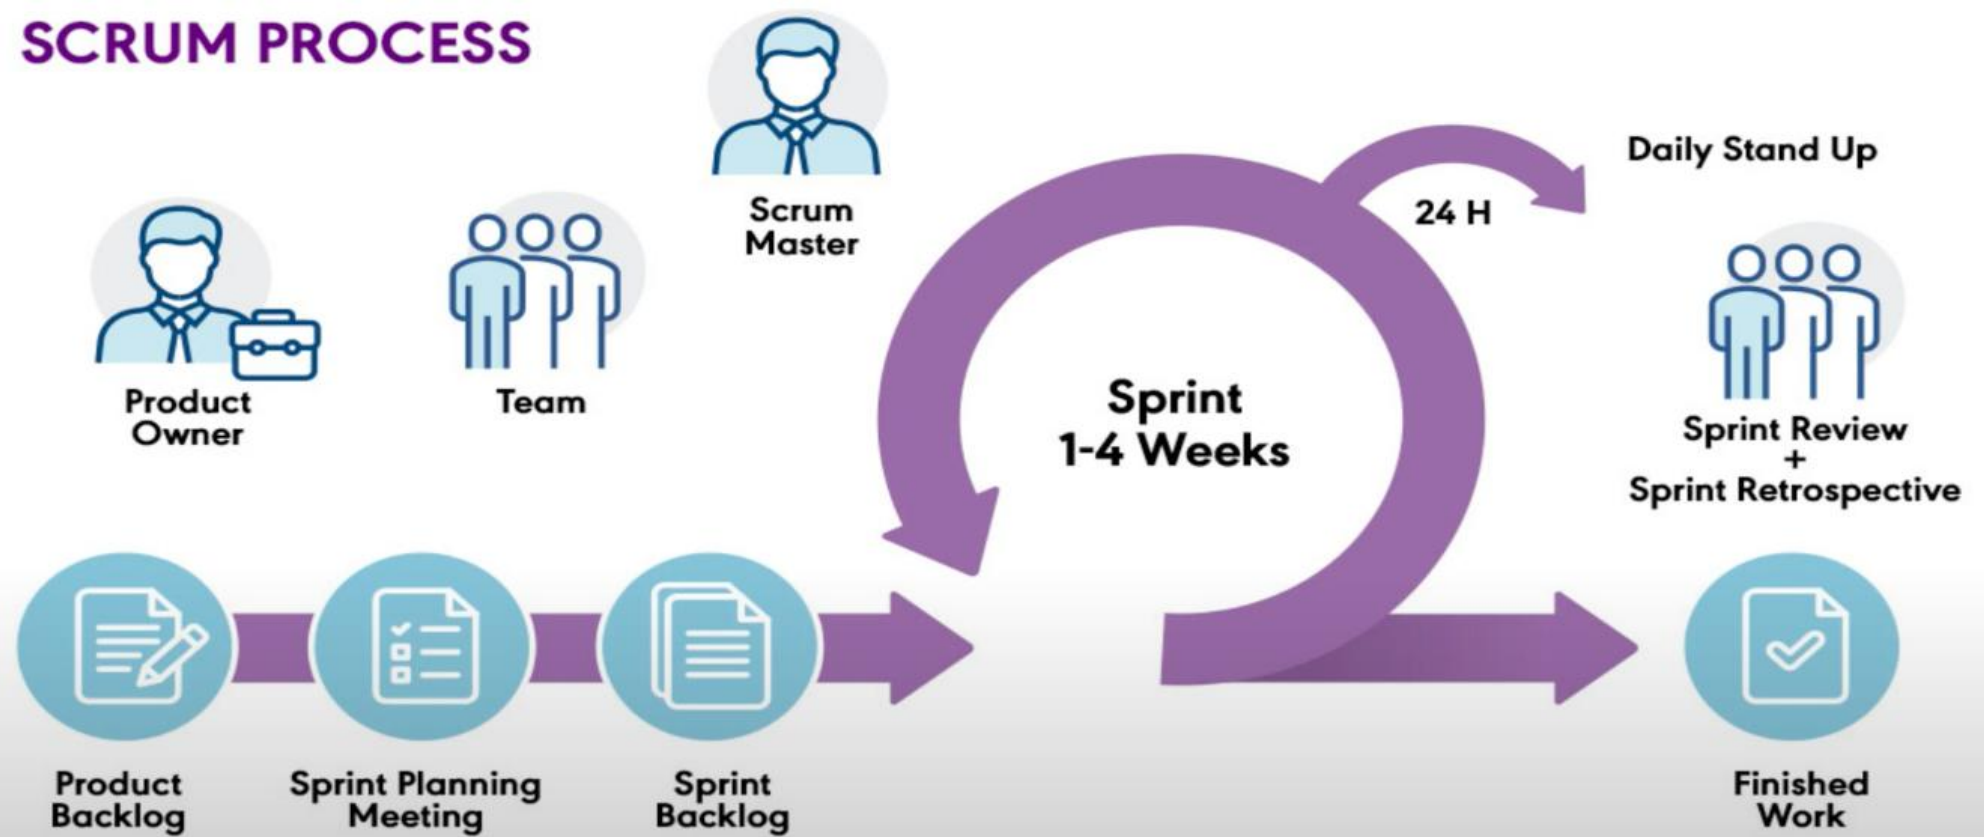 SCRUM PROCESS
Scrum
Master
Product
Owner
Team
Daily Stand Up
24 H
Sprint
1-4 Weeks
Sprint Review
+
Sprint Retrospective
Product
Backlog
Sprint Planning
Meeting
Sprint
Backlog
Finished
Work